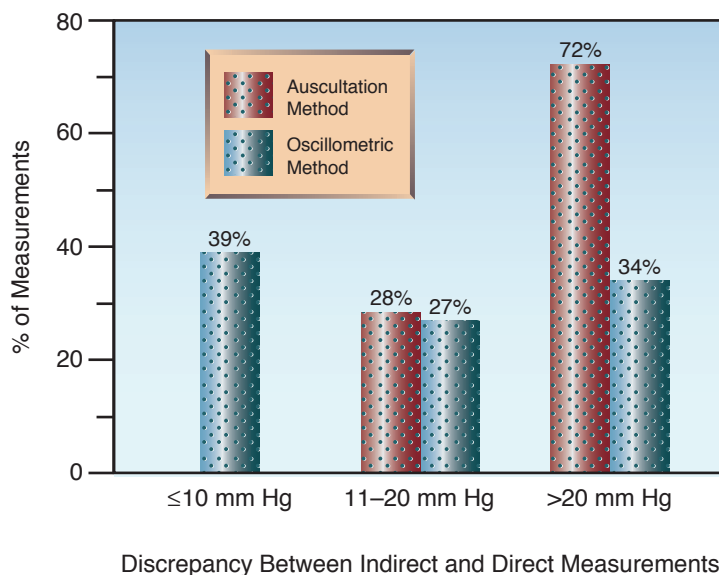 80
60
40
20
0
% of Measurements
Auscultation
Method
Oscillometric
Method
39%
28%
27%
72%
34%
≤10 mm Hg
11–20 mm Hg
>20 mm Hg
Discrepancy Between Indirect and Direct Measurements